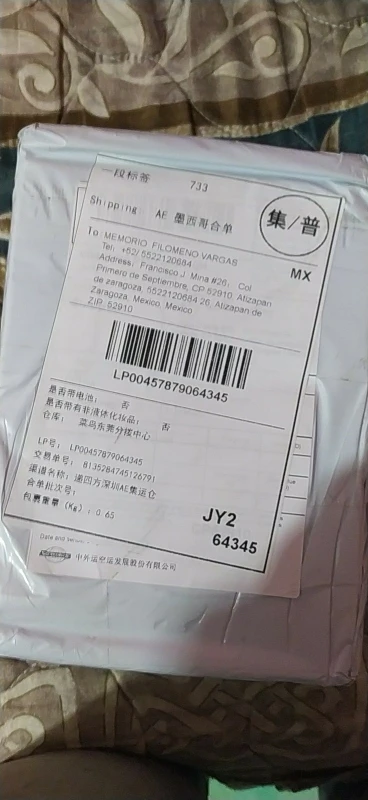 一段标签 733
Shipping AE 墨西哥合单
集/普
To: MEMORIO FILOMENO VARGAS
MX
Tel: +52/ 5522120684
Address: Francisco J. Mina #26, Col
Primero de Septiembre, CP 52910. Atizapan
de zaragoza. 5522120684 26, Atizapan de
Zaragoza, Mexico, Mexico
ZIP: 52910
LP00457879064345
是否带电池: 否
是否带有非液体化妆品: 否
仓库: 菜鸟东莞分拨中心
LP号: LP00457879064345
交易单号: 8135284745126791
渠道名称: 递四方深圳AE集运仓
合单批次号:
包裹重量 (Kg): 0.65
JY2
64345
Date and
中外运空运发展股份有限公司